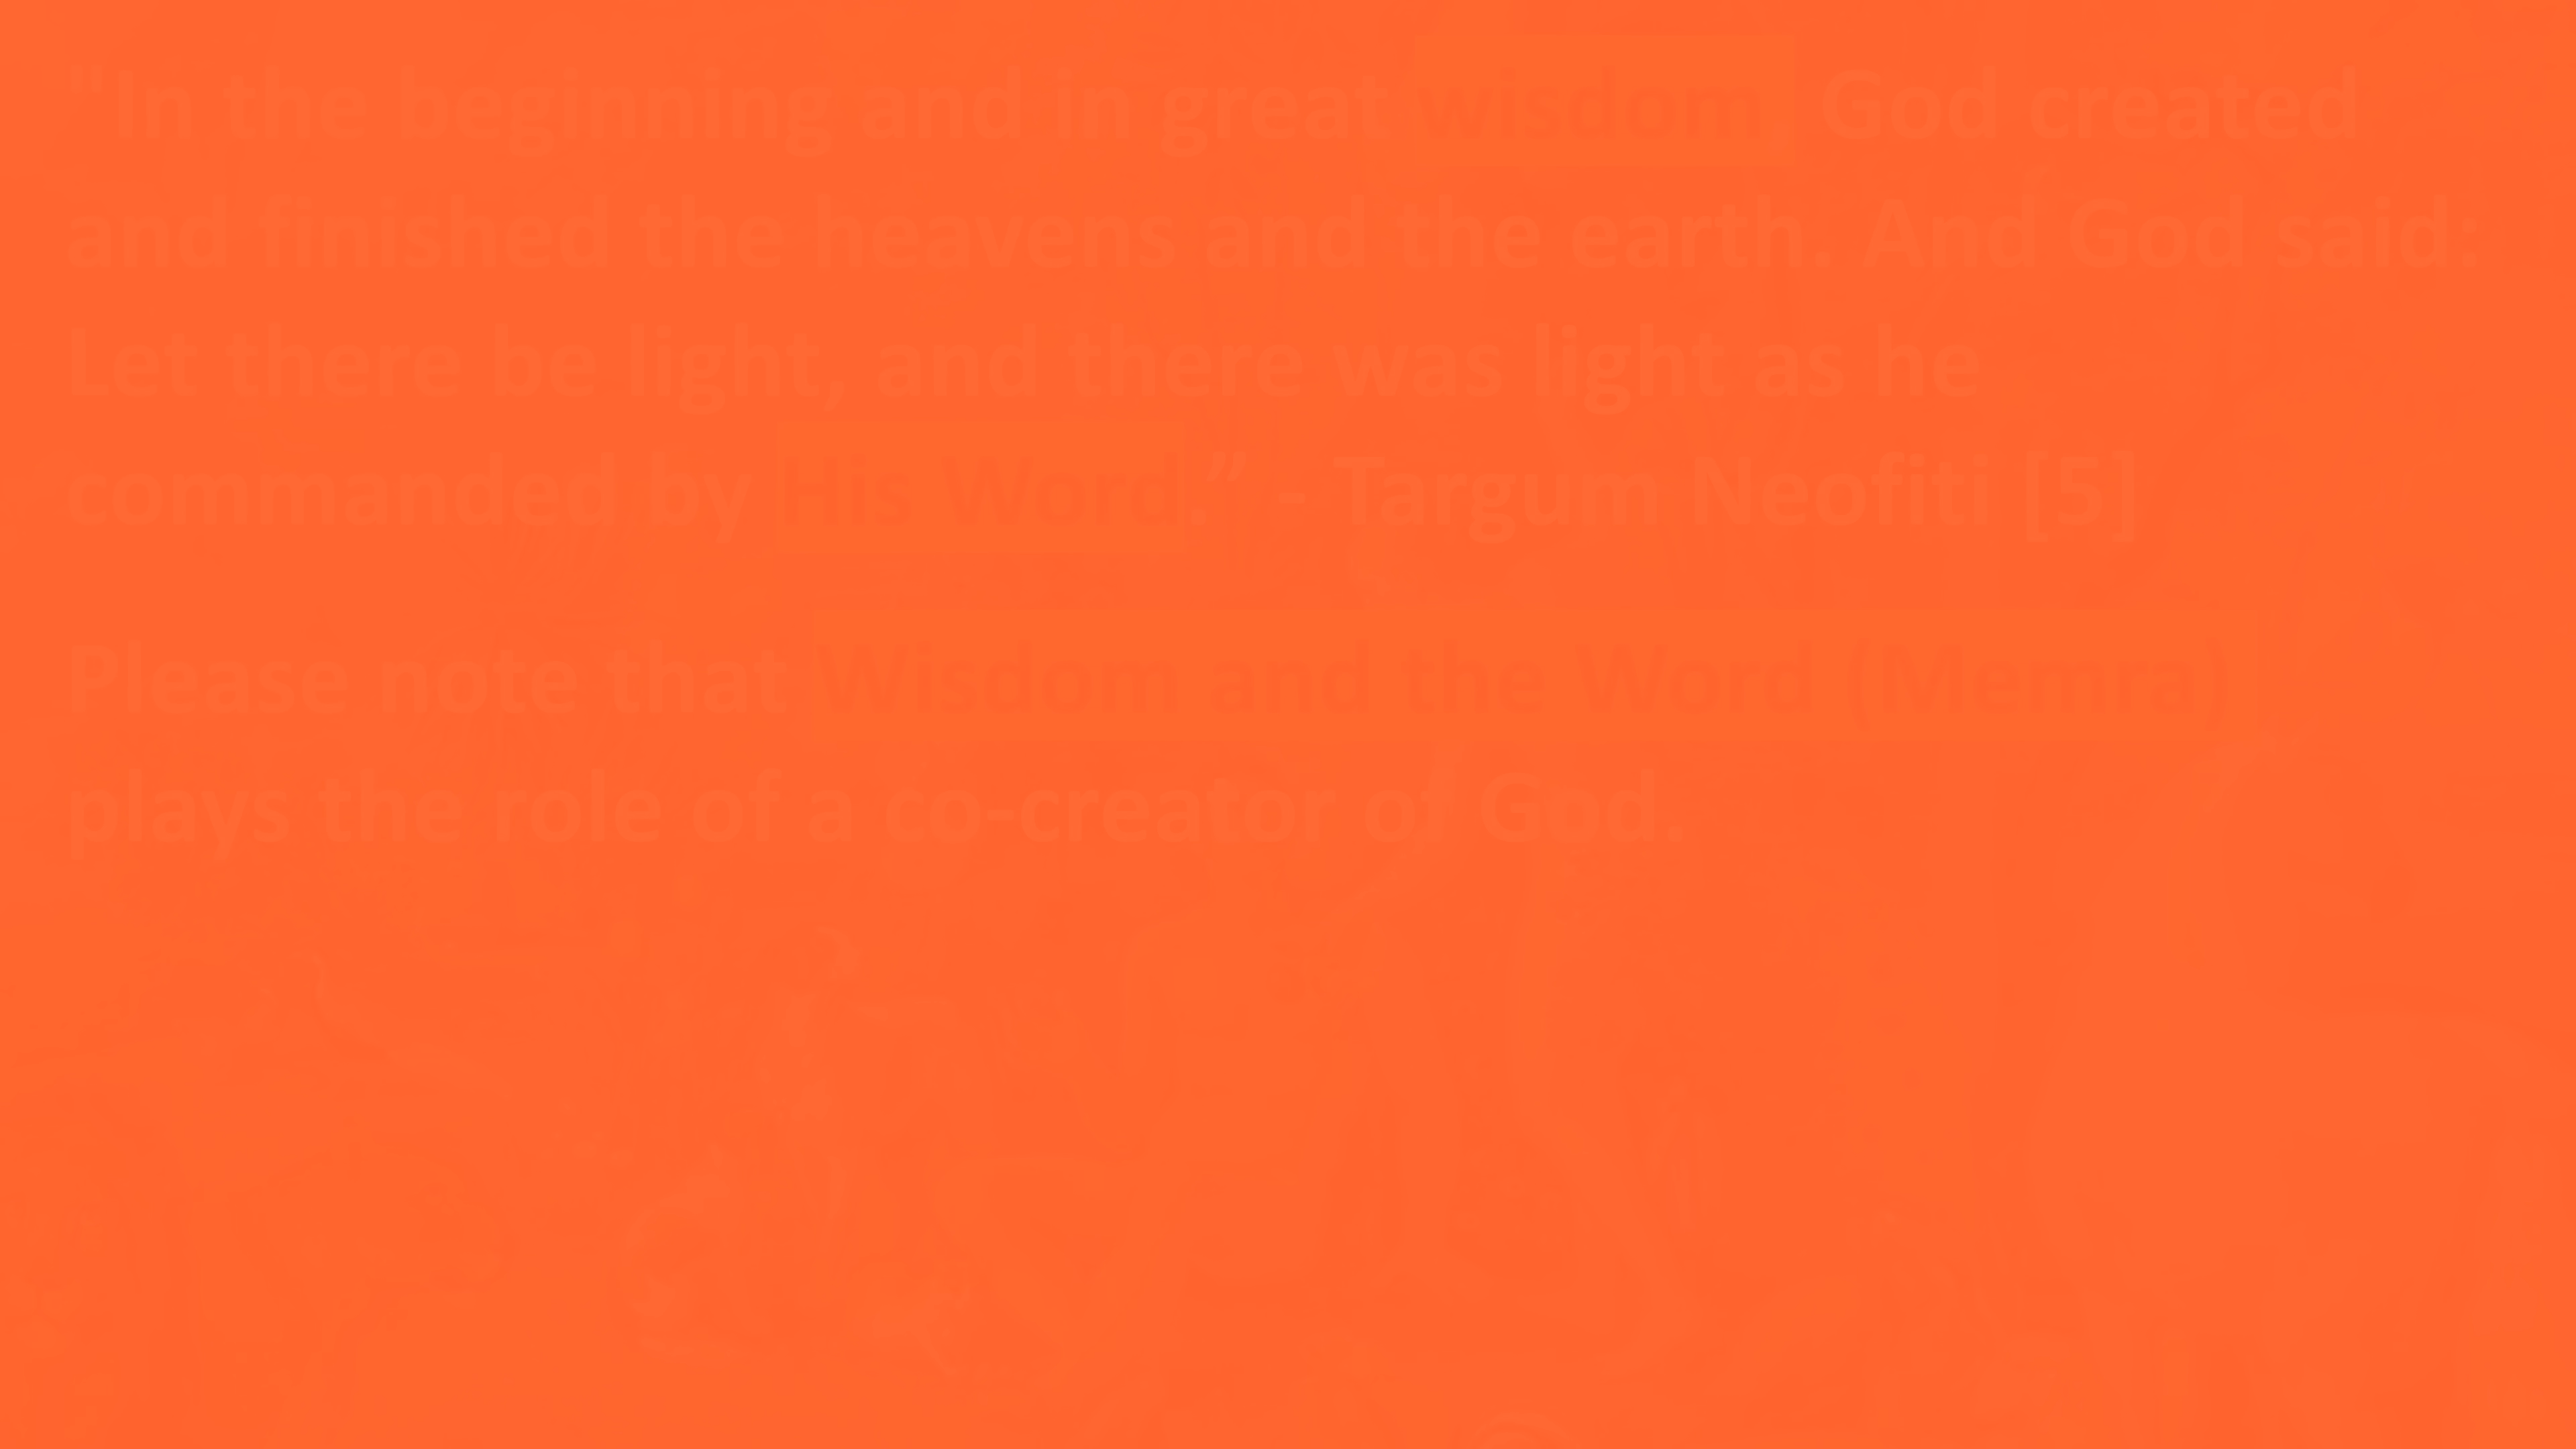 "In the beginning and in great wisdom, God created
and finished the heavens and the earth. And God said:
Let there be light, and there was light as he
commanded by His Word.” - Targum Neofiti [5]
Please note that Wisdom and the Word (Memra)
plays the role of a co-creator of God.